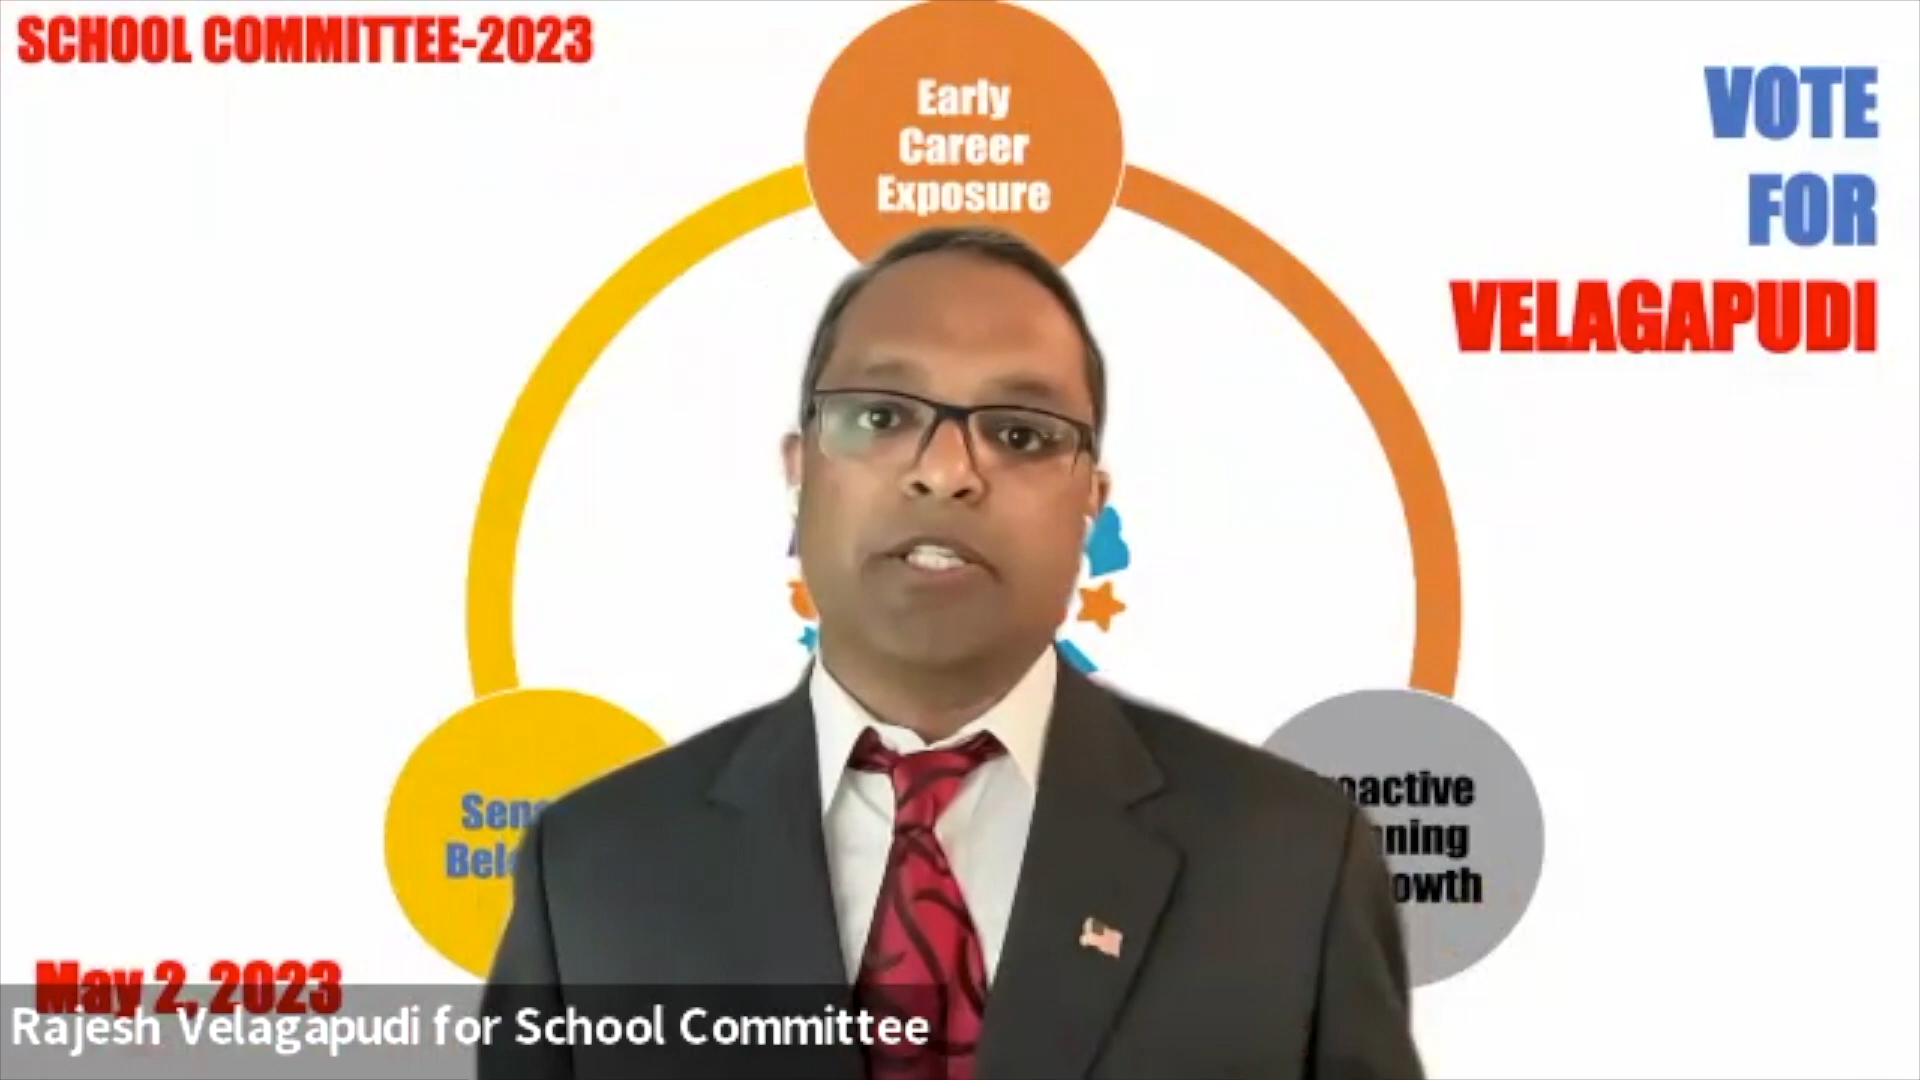 SCHOOL COMMITTEE-2023
VOTE
FOR
VELAGAPUDI
Early
Career
Exposure
May 2, 2023
Rajesh Velagapudi for School Committee